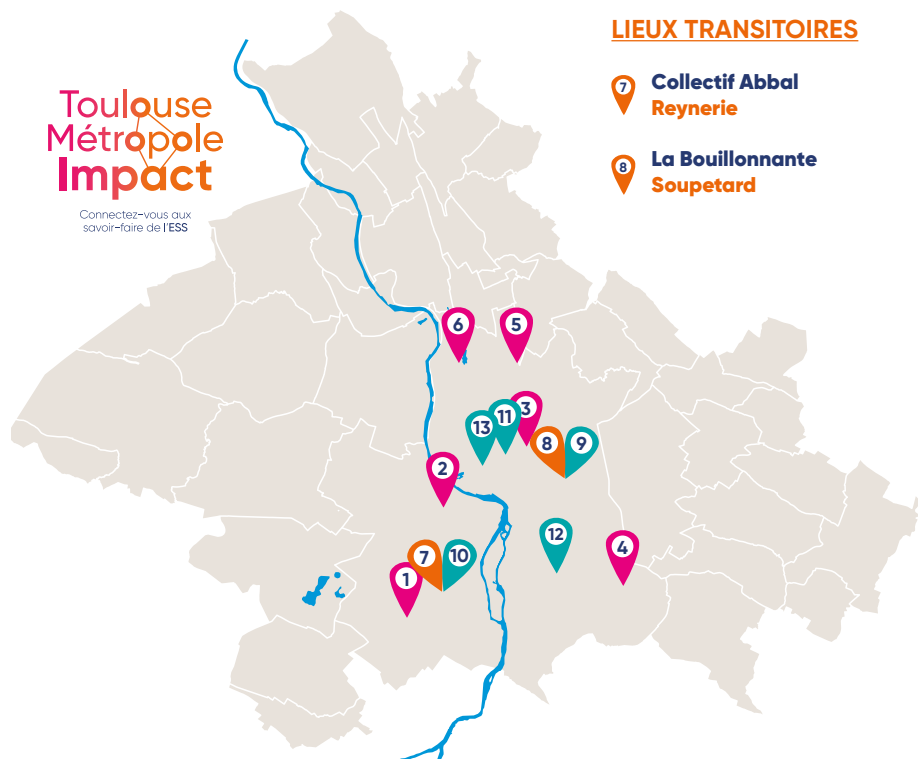 Toulouse
Métropole
Impact
Connectez-vous aux
savoir-faire de l'ESS
LIEUX TRANSITOIRES
7 Collectif Abbal
Reynerie
8 La Bouillonnante
Soupetard
6
5
3
11
13
8
9
2
12
4
7
10
1